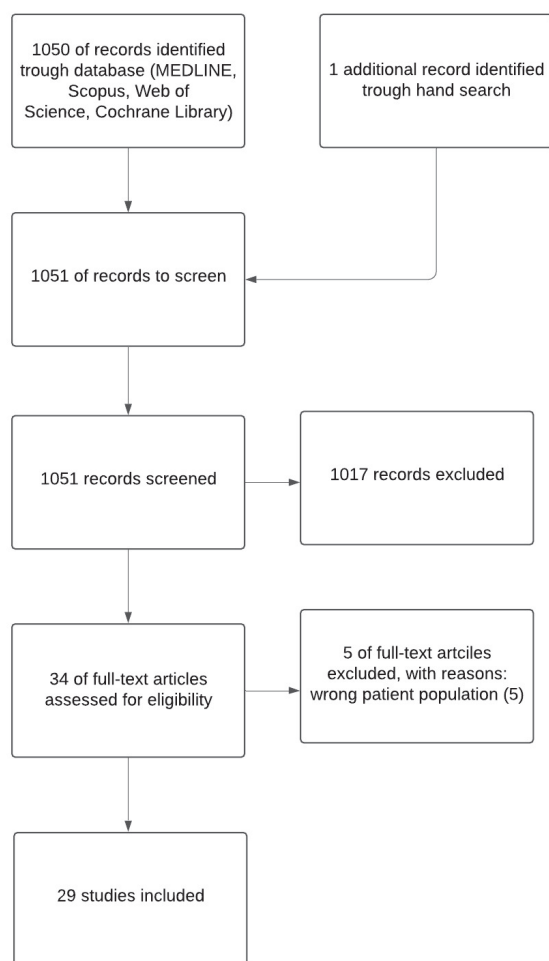 1050 of records identified
trough database (MEDLINE,
Scopus, Web of
Science, Cochrane Library)
1 additional record identified
trough hand search
1051 of records to screen
1051 records screened
1017 records excluded
34 of full-text articles
assessed for eligibility
5 of full-text artciles
excluded, with reasons:
wrong patient population (5)
29 studies included